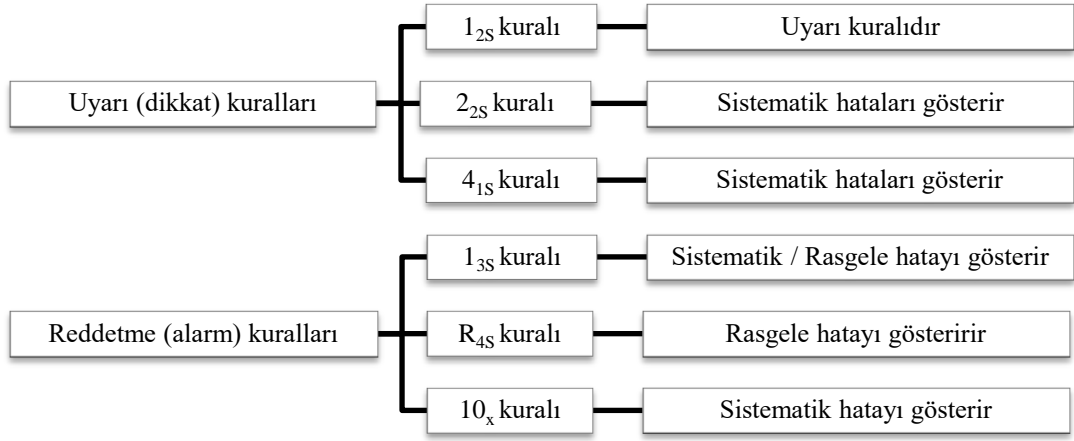 1₂S kuralı
Uyarı kuralıdır
Uyarı (dikkat) kuralları
2₂S kuralı
Sistematik hataları gösterir
4₁S kuralı
Sistematik hataları gösterir
1₃S kuralı
Sistematik / Rasgele hatayı gösterir
Reddetme (alarm) kuralları
R₄S kuralı
Rasgele hatayı gösteririr
10ₓ kuralı
Sistematik hatayı gösterir